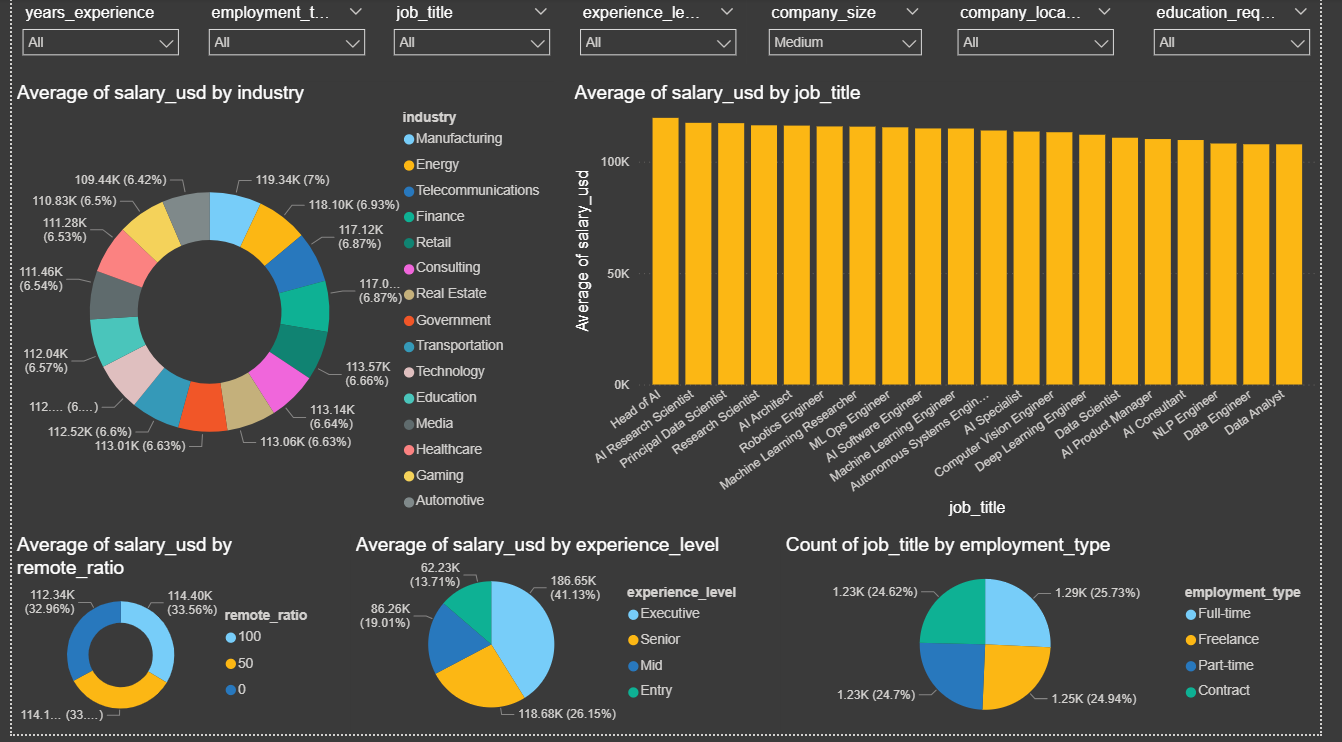 years_experience
employment_t...
job_title
experience_le...
company_size
company_loca...
education_req...
All
All
All
All
Medium
All
All
Average of salary_usd by industry
109.44K (6.42%)
119.34K (7%)
110.83K (6.5%)
118.10K (6.93%)
111.28K
(6.53%)
117.12K
(6.87%)
111.46K
(6.54%)
117.0...
(6.87%)
112.04K
(6.57%)
113.57K
(6.66%)
112.... (6....)
113.14K
(6.64%)
112.52K (6.6%)
113.01K (6.63%)
113.06K (6.63%)
industry
Manufacturing
Energy
Telecommunications
Finance
Retail
Consulting
Real Estate
Government
Transportation
Technology
Education
Media
Healthcare
Gaming
Automotive
Average of salary_usd by job_title
Average of salary_usd
100K
50K
0K
Head of AI
AI Research Scientist
Principal Data Scientist
Research Scientist
AI Architect
Robotics Engineer
Machine Learning Researcher
ML Ops Engineer
AI Software Engineer
Machine Learning Engineer
Autonomous Systems Engin...
AI Specialist
Computer Vision Engineer
Deep Learning Engineer
Data Scientist
AI Product Manager
AI Consultant
NLP Engineer
Data Engineer
Data Analyst
job_title
Average of salary_usd by
remote_ratio
112.34K
(32.96%)
114.40K
(33.56%)
114.1... (33....)
remote_ratio
100
50
0
Average of salary_usd by experience_level
62.23K
(13.71%)
186.65K
(41.13%)
86.26K
(19.01%)
118.68K (26.15%)
experience_level
Executive
Senior
Mid
Entry
Count of job_title by employment_type
1.23K (24.62%)
1.29K (25.73%)
1.23K (24.7%)
1.25K (24.94%)
employment_type
Full-time
Freelance
Part-time
Contract